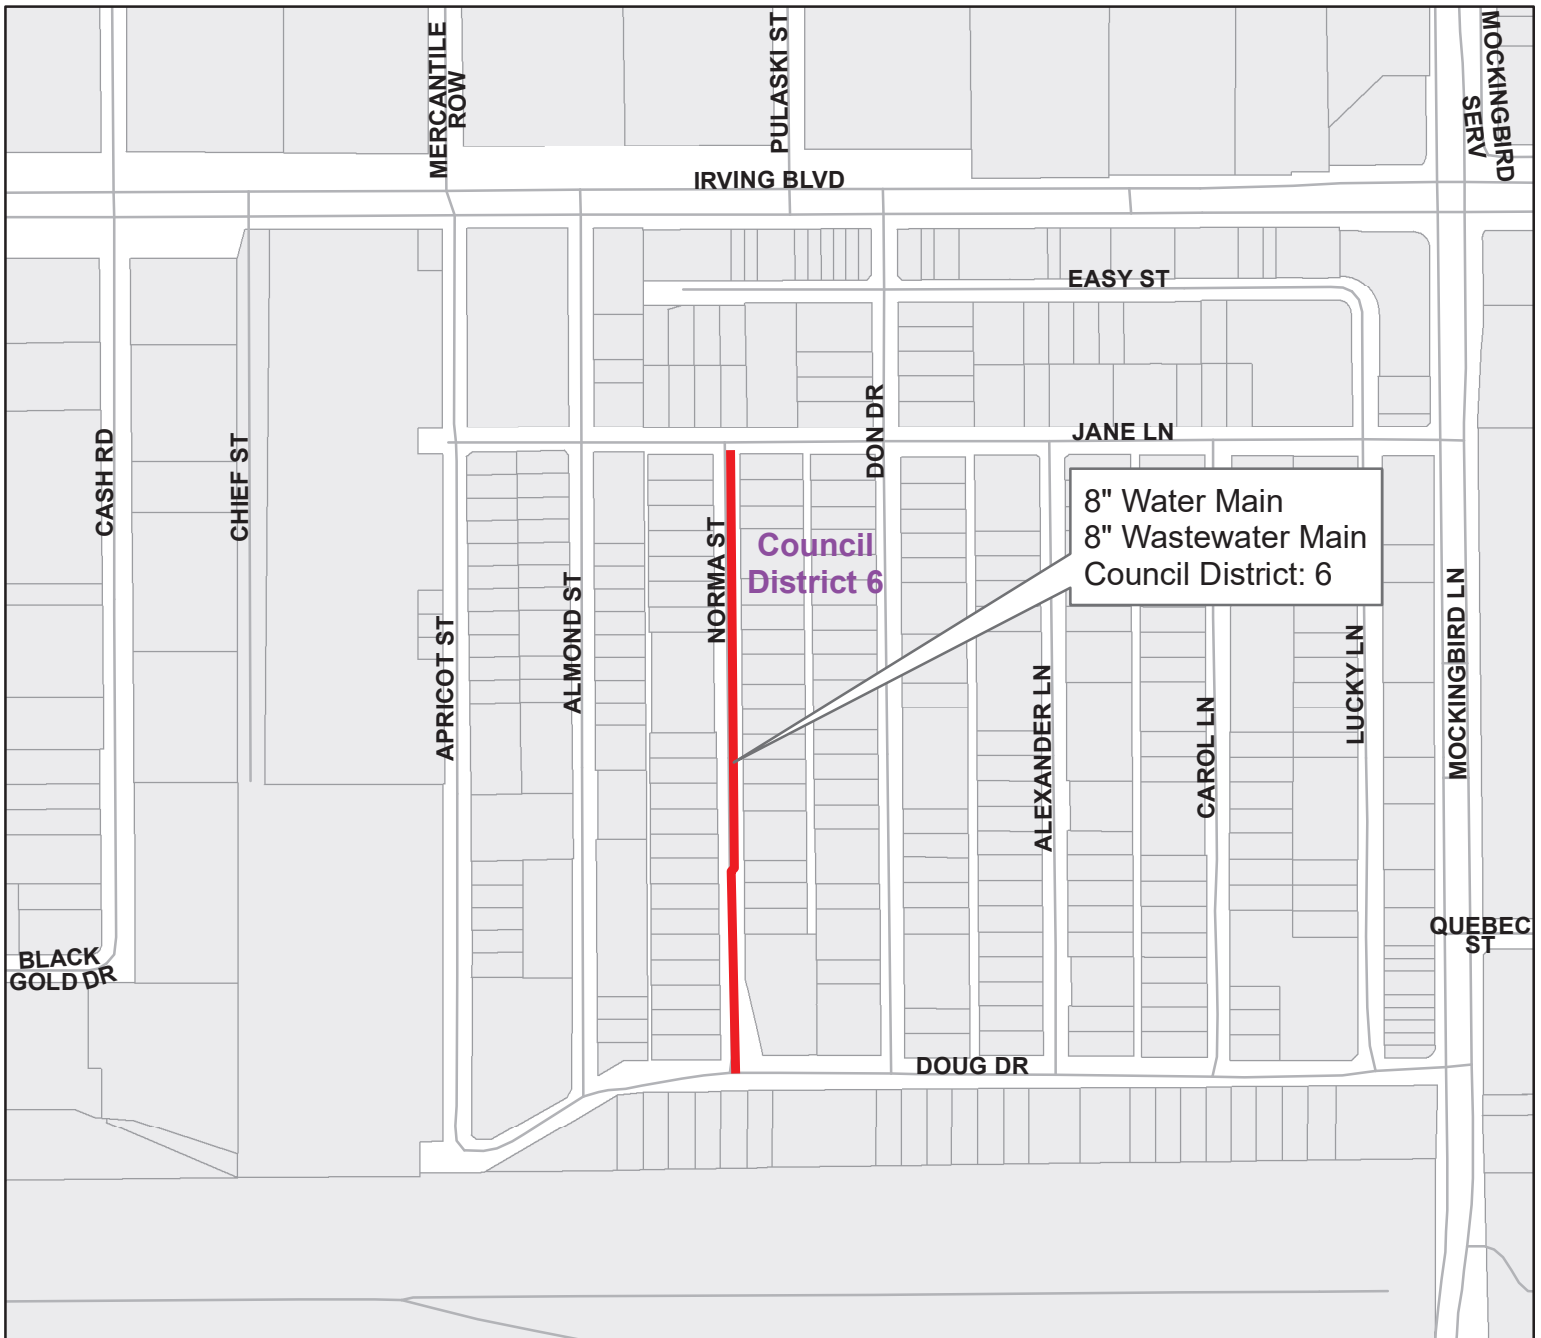 MERCANTILE
ROW
PULASKI ST
MOCKINGBIRD
SERV
IRVING BLVD
EASY ST
DON DR
JANE LN
CASH RD
CHIEF ST
8" Water Main
8" Wastewater Main
Council District: 6
Council
District 6
NORMA ST
ALMOND ST
APRICOT ST
ALEXANDER LN
CAROL LN
LUCKY LN
MOCKINGBIRD LN
QUEBEC
ST
BLACK
GOLD DR
DOUG DR